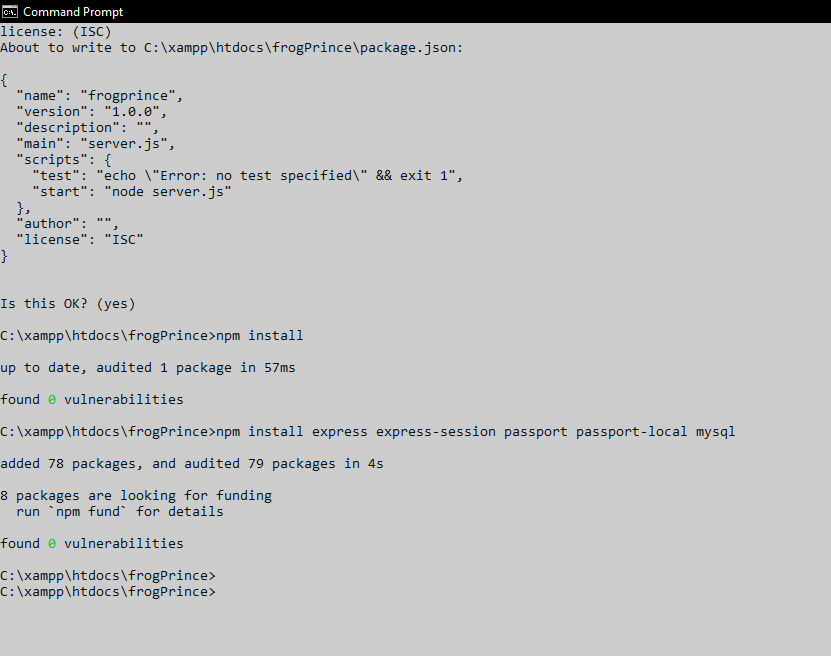 Command Prompt
license: (ISC)
About to write to C:\xampp\htdocs\frogPrince\package.json:
{
  "name": "frogprince",
  "version": "1.0.0",
  "description": "",
  "main": "server.js",
  "scripts": {
    "test": "echo \"Error: no test specified\" && exit 1",
    "start": "node server.js"
  },
  "author": "",
  "license": "ISC"
}
Is this OK? (yes)
C:\xampp\htdocs\frogPrince>npm install
up to date, audited 1 package in 57ms
found 0 vulnerabilities
C:\xampp\htdocs\frogPrince>npm install express express-session passport passport-local mysql
added 78 packages, and audited 79 packages in 4s
8 packages are looking for funding
  run `npm fund` for details
found 0 vulnerabilities
C:\xampp\htdocs\frogPrince>
C:\xampp\htdocs\frogPrince>